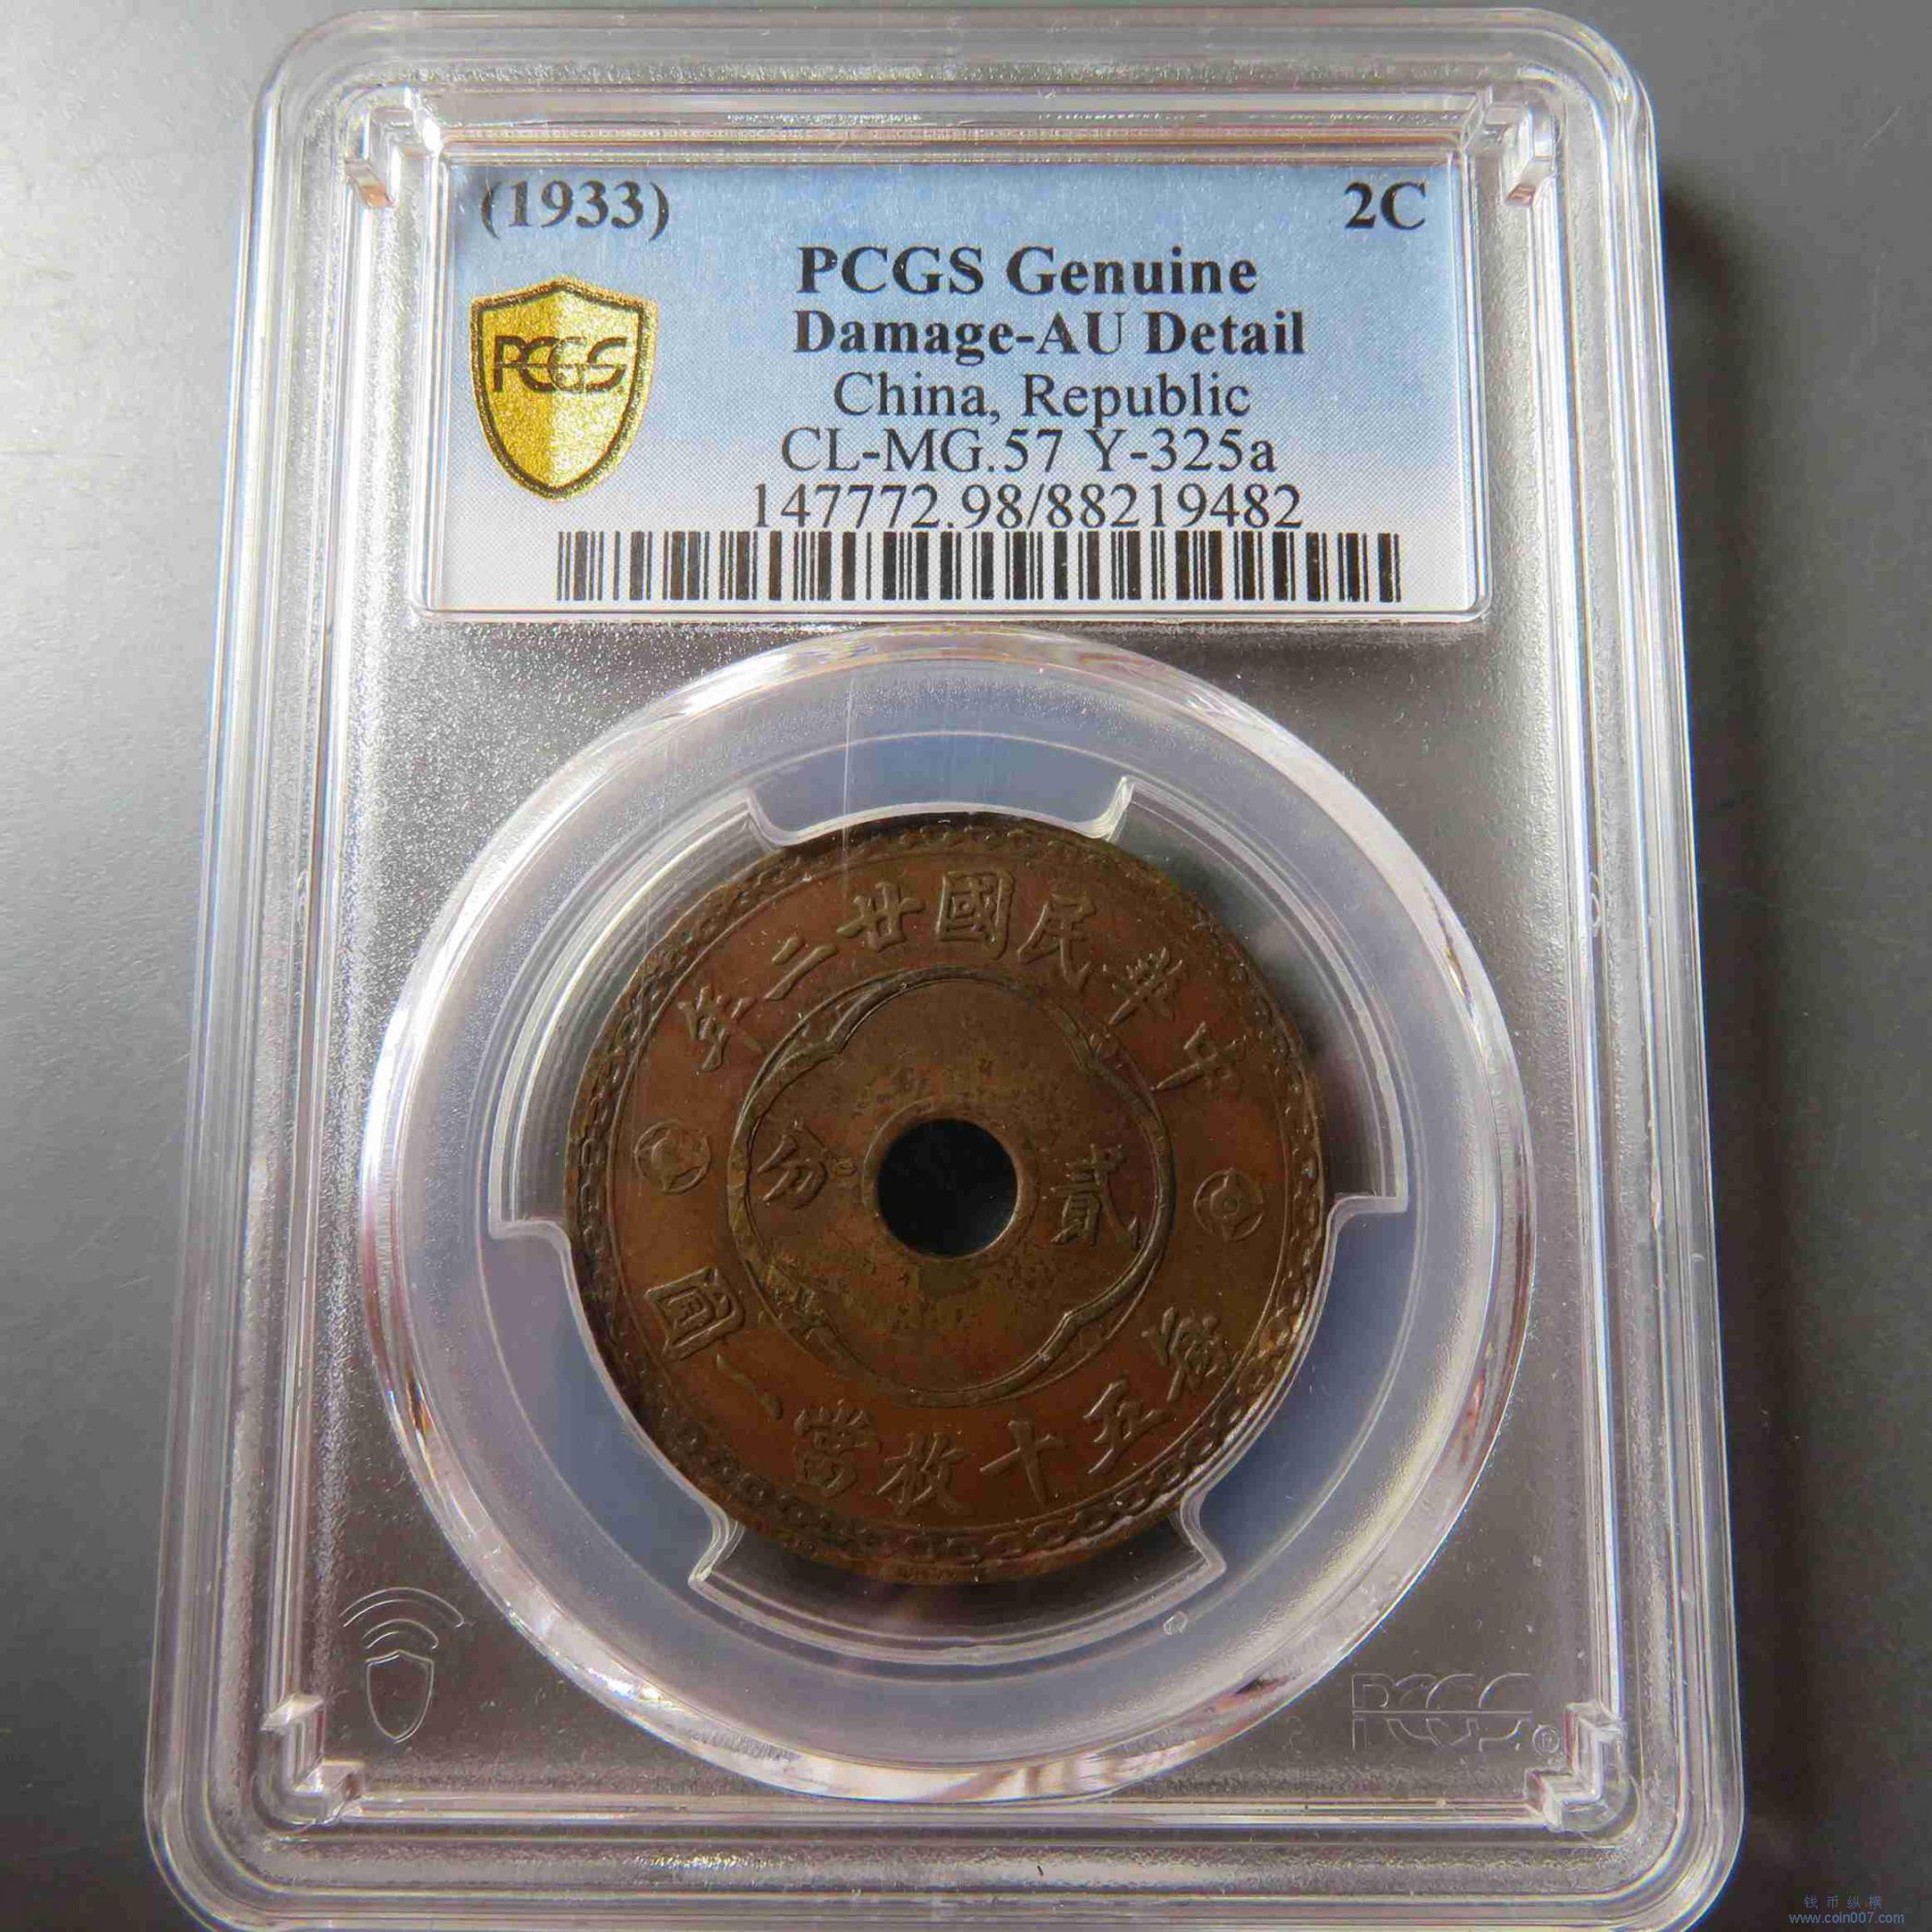 (1933) 2C
PCGS Genuine
Damage-AU Detail
PCGS
China, Republic
CL-MG.57 Y-325a
147772.98/88219482
中華民國廿二年
貳 分
每五十枚當一圓
PCGS
钱币纵横
www.coin007.com